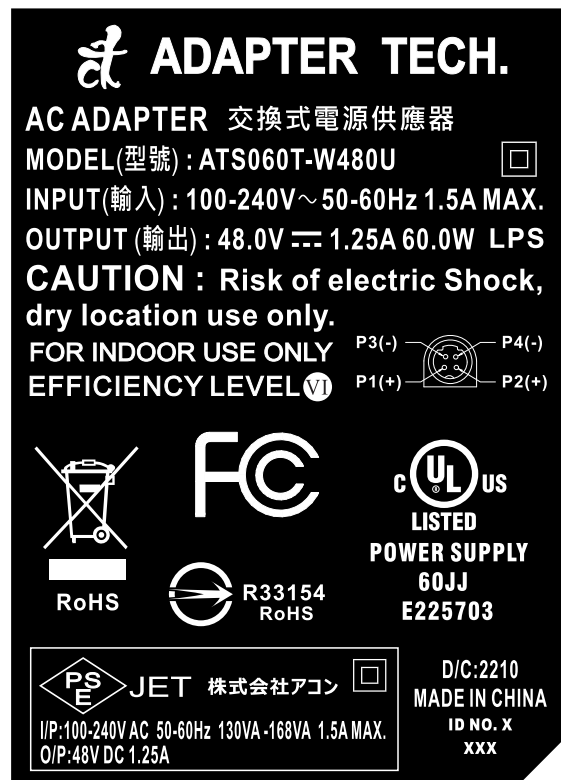 ADAPTER TECH.
AC ADAPTER 交換式電源供應器
MODEL(型號) : ATS060T-W480U
INPUT(輸入) : 100-240V～50-60Hz 1.5A MAX.
OUTPUT (輸出) : 48.0V ⎓ 1.25A 60.0W LPS
CAUTION : Risk of electric Shock,
dry location use only.
FOR INDOOR USE ONLY
EFFICIENCY LEVEL VI
P3(-) P4(-)
P1(+) P2(+)
FC
C UL US
LISTED
POWER SUPPLY
60JJ
E225703
RoHS
R33154
RoHS
PSE JET 株式会社アコン
I/P:100-240V AC 50-60Hz 130VA -168VA 1.5A MAX.
O/P:48V DC 1.25A
D/C:2210
MADE IN CHINA
ID NO. X
XXX